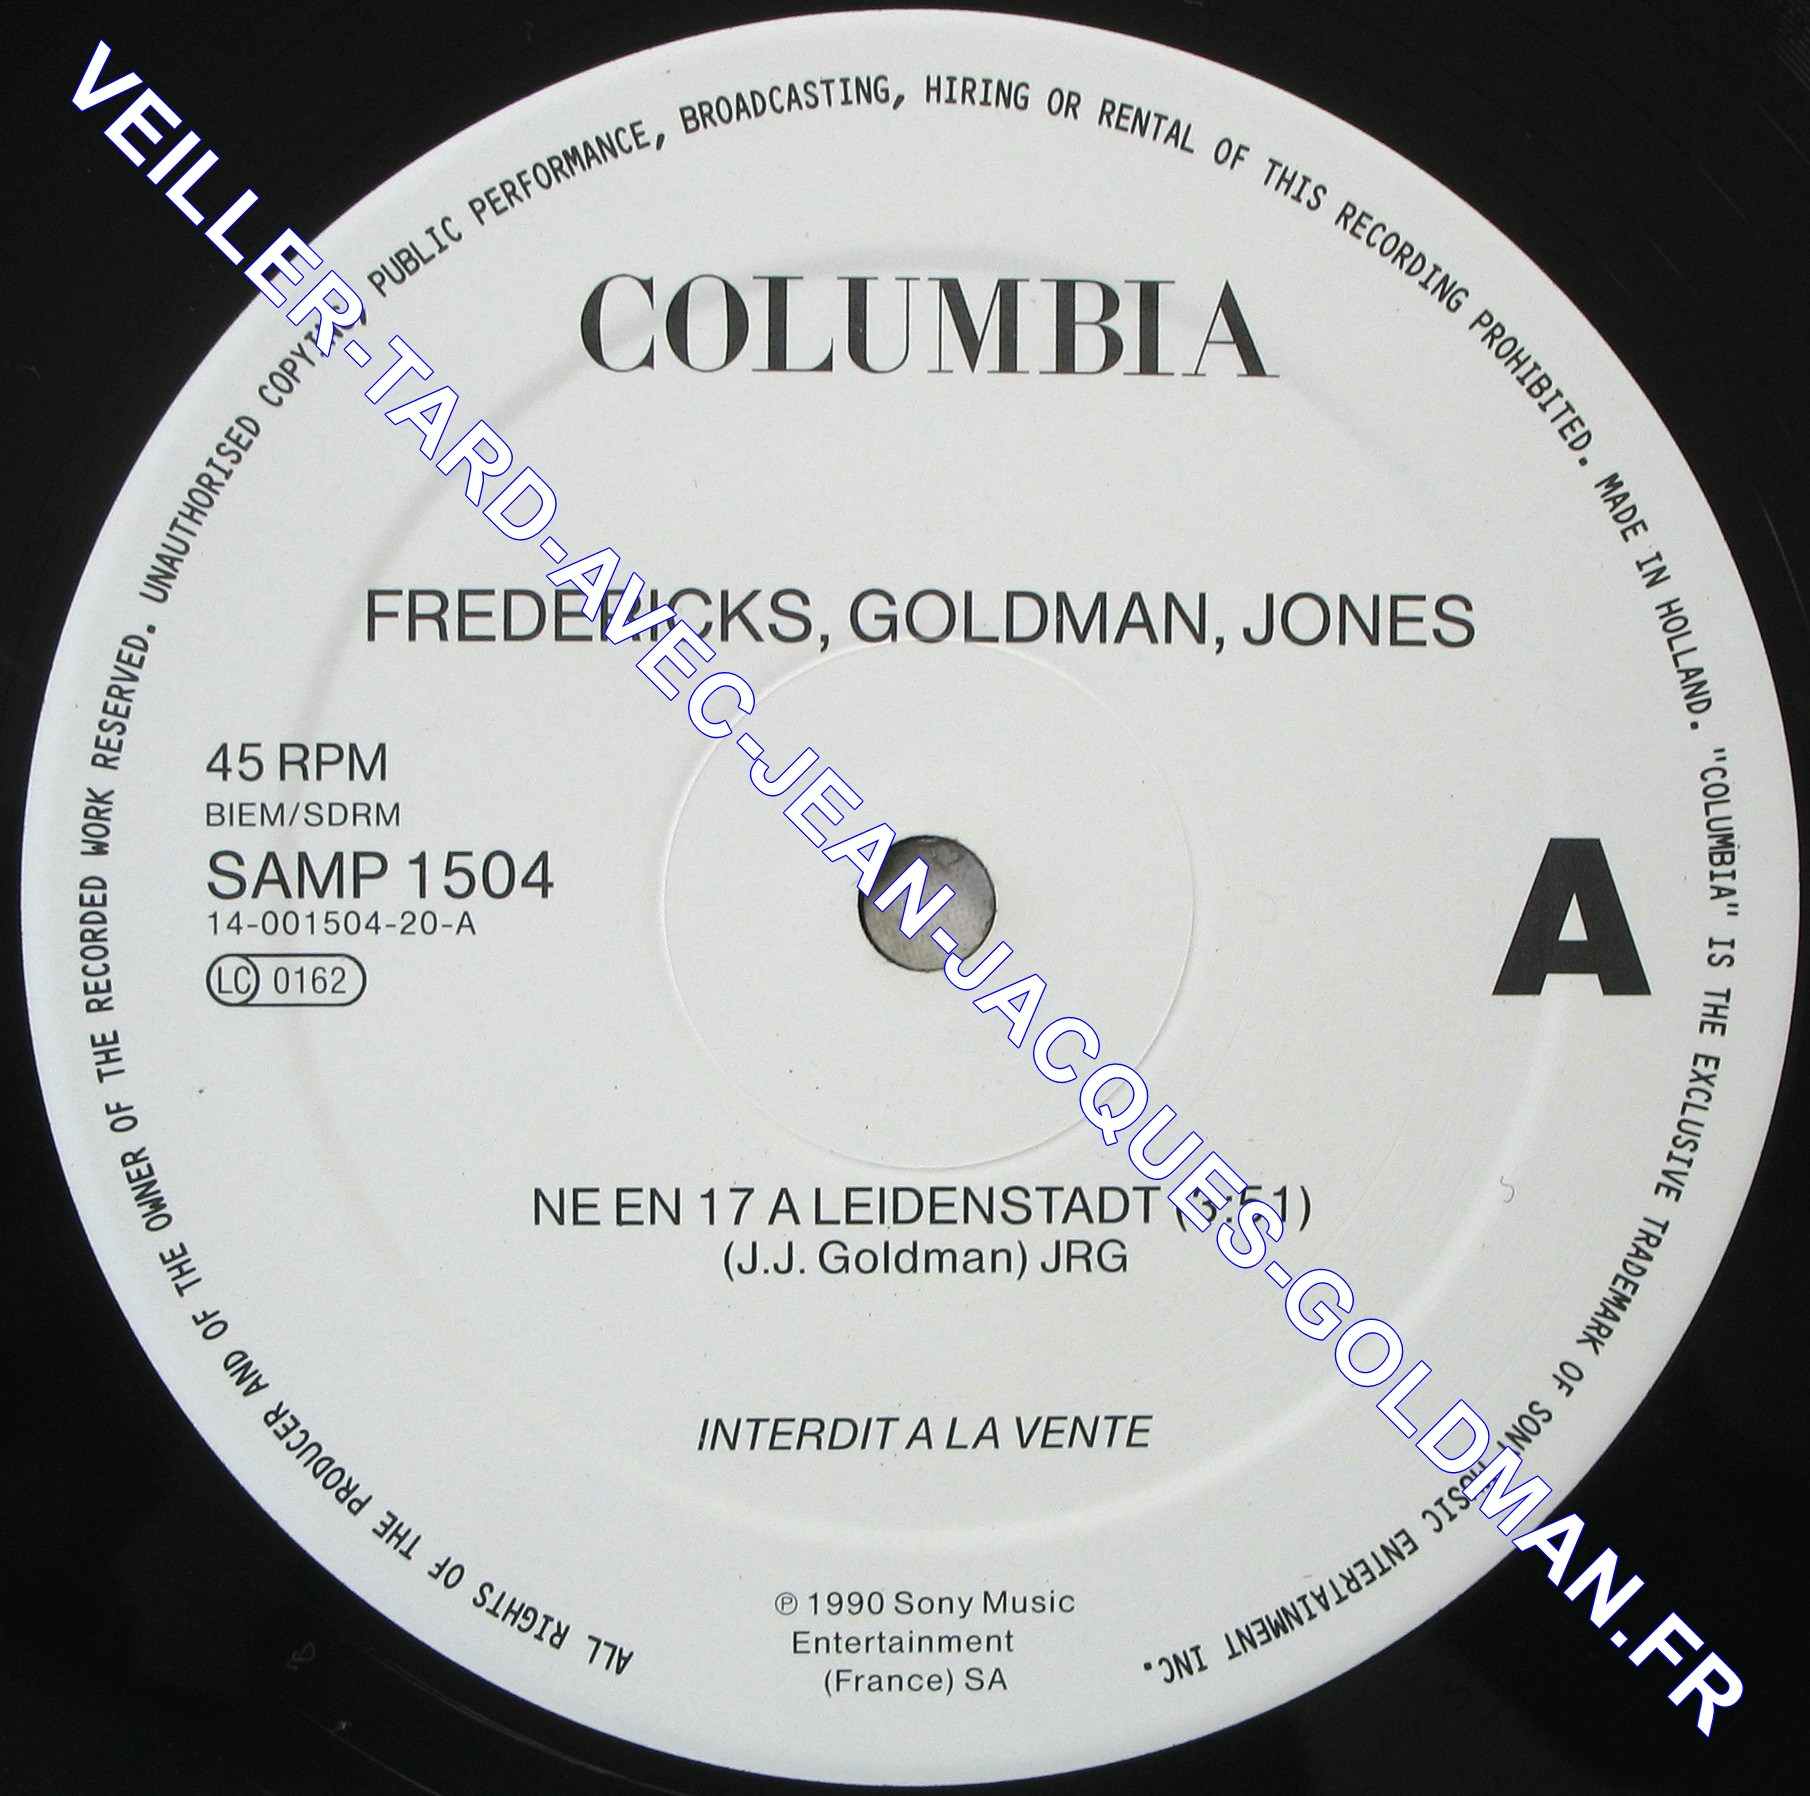 ALL RIGHTS OF THE PRODUCER AND OF THE OWNER OF THE RECORDED WORK RESERVED. UNAUTHORISED COPYING, PUBLIC PERFORMANCE, BROADCASTING, HIRING OR RENTAL OF THIS RECORDING PROHIBITED. MADE IN HOLLAND. "COLUMBIA" IS THE EXCLUSIVE TRADEMARK OF SONY MUSIC ENTERTAINMENT INC.
VEILLER-TARD-AVEC-JEAN-JACQUES-GOLDMAN.FR
COLUMBIA
FREDERICKS, GOLDMAN, JONES
45 RPM
BIEM/SDRM
SAMP 1504
14-001504-20-A
LC 0162
A
NE EN 17 A LEIDENSTADT (3:51)
(J.J. Goldman) JRG
INTERDIT A LA VENTE
℗ 1990 Sony Music
Entertainment
(France) SA